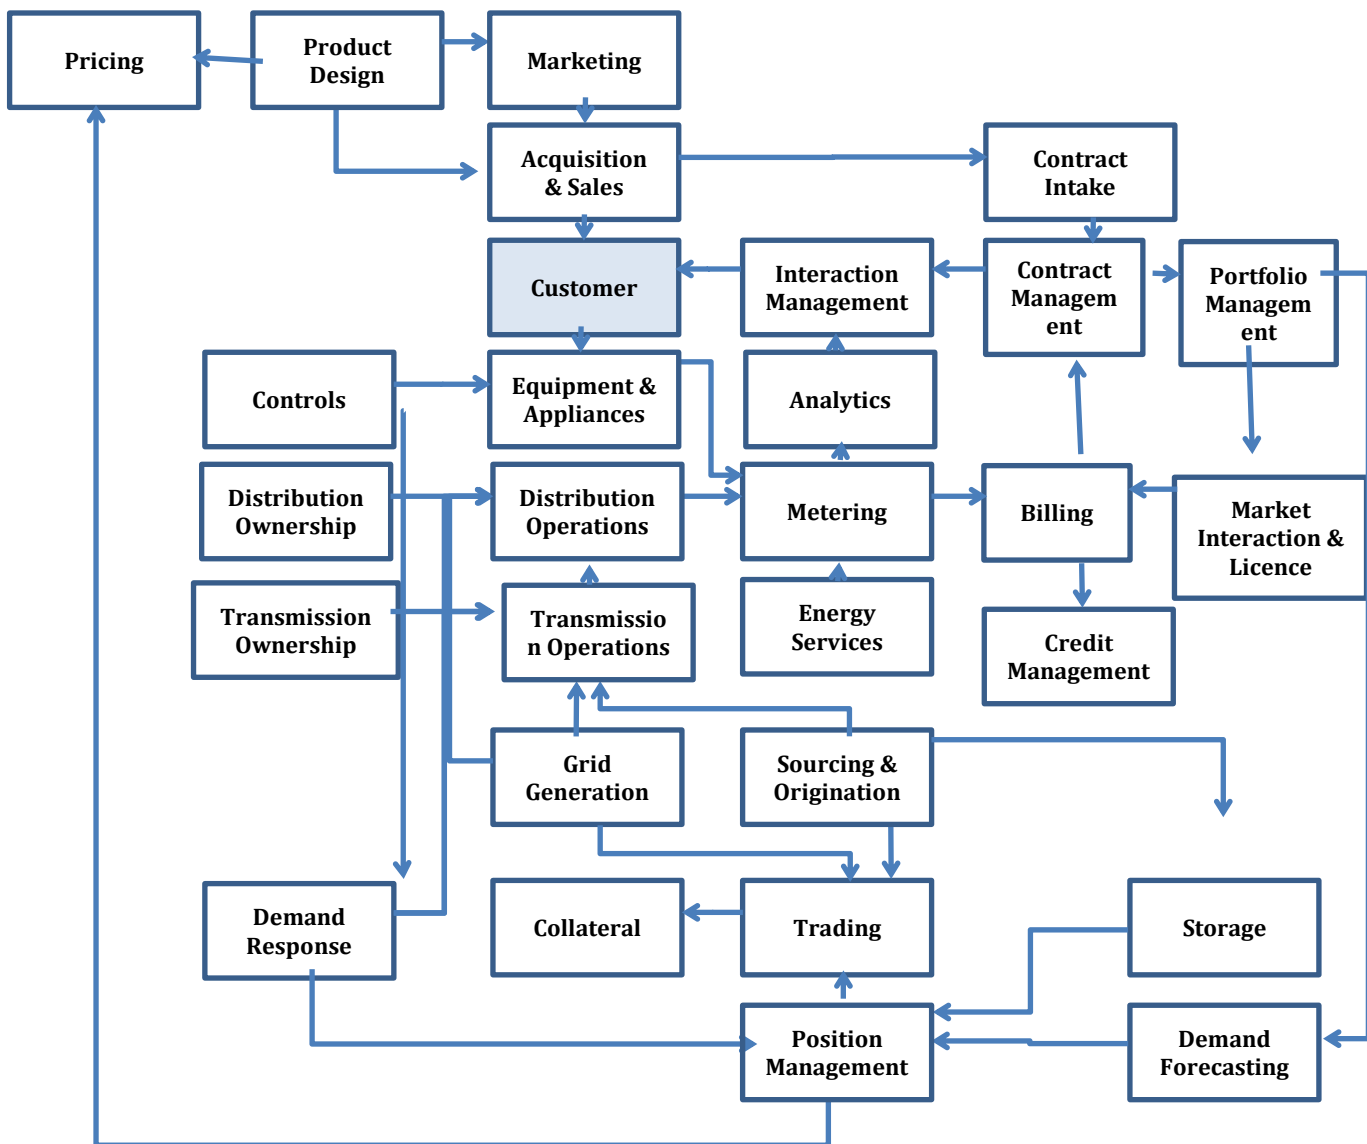 Pricing
Product
Design
Marketing
Acquisition
& Sales
Contract
Intake
Customer
Interaction
Management
Contract
Managem
ent
Portfolio
Managem
ent
Controls
Equipment &
Appliances
Analytics
Distribution
Ownership
Distribution
Operations
Metering
Billing
Market
Interaction &
Licence
Transmission
Ownership
Transmissio
n Operations
Energy
Services
Credit
Management
Grid
Generation
Sourcing &
Origination
Demand
Response
Collateral
Trading
Storage
Position
Management
Demand
Forecasting